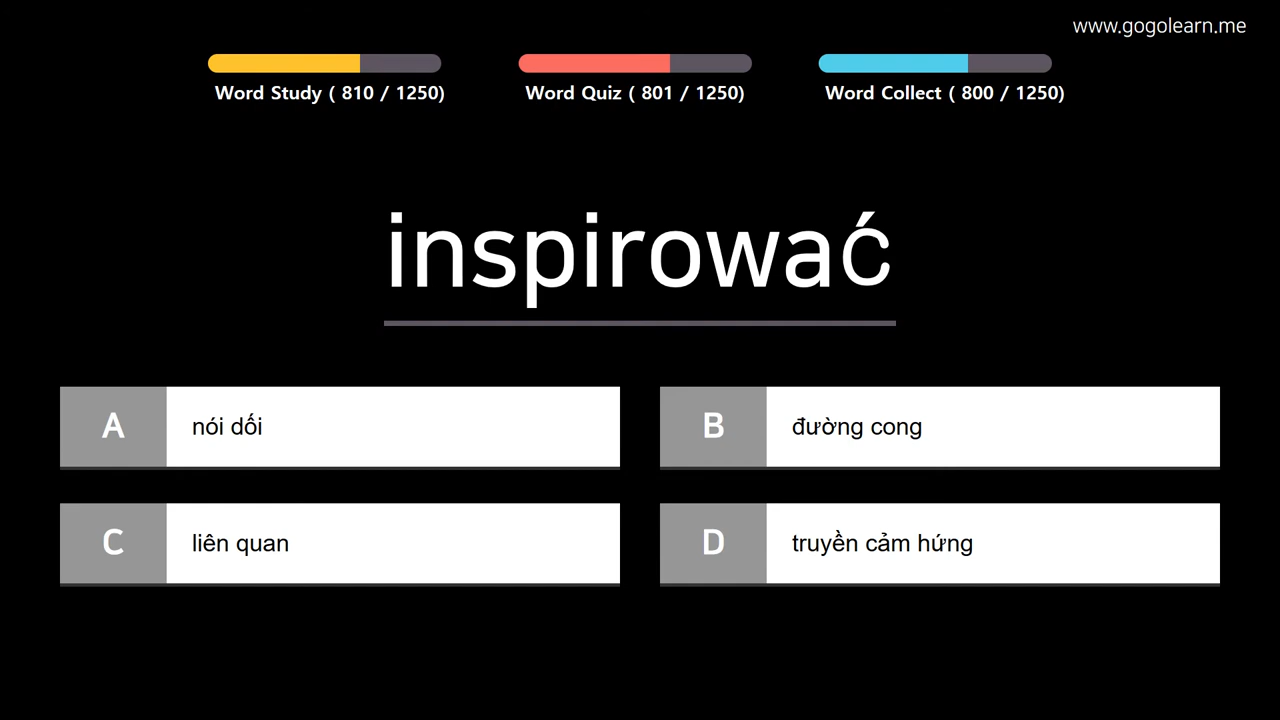 www.gogolearn.me
Word Study ( 810 / 1250)
Word Quiz ( 801 / 1250)
Word Collect ( 800 / 1250)
inspirować
A nói dối
B đường cong
C liên quan
D truyền cảm hứng